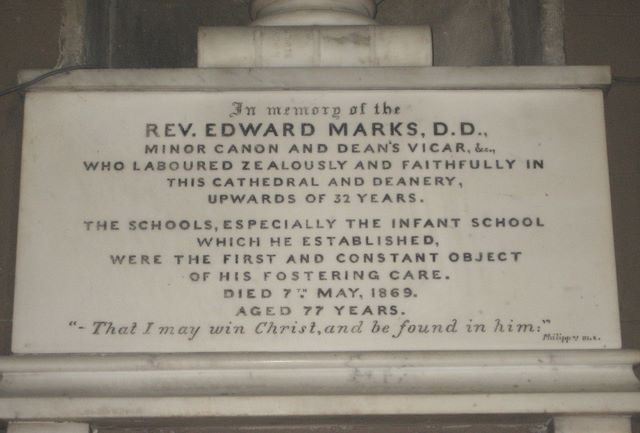 In memory of the
REV. EDWARD MARKS, D.D.,
MINOR CANON AND DEAN'S VICAR, &c.,
WHO LABOURED ZEALOUSLY AND FAITHFULLY IN
THIS CATHEDRAL AND DEANERY,
UPWARDS OF 32 YEARS.
THE SCHOOLS, ESPECIALLY THE INFANT SCHOOL
WHICH HE ESTABLISHED,
WERE THE FIRST AND CONSTANT OBJECT
OF HIS FOSTERING CARE.
DIED 7TH MAY, 1869.
AGED 77 YEARS.
"- That I may win Christ, and be found in him:"